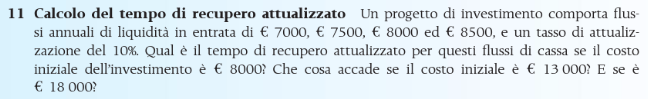 11 Calcolo del tempo di recupero attualizzato Un progetto di investimento comporta flus-
si annuali di liquidità in entrata di € 7000, € 7500, € 8000 ed € 8500, e un tasso di attualiz-
zazione del 10%. Qual è il tempo di recupero attualizzato per questi flussi di cassa se il costo
iniziale dell'investimento è € 8000? Che cosa accade se il costo iniziale è € 13 000? E se è
€ 18 000?